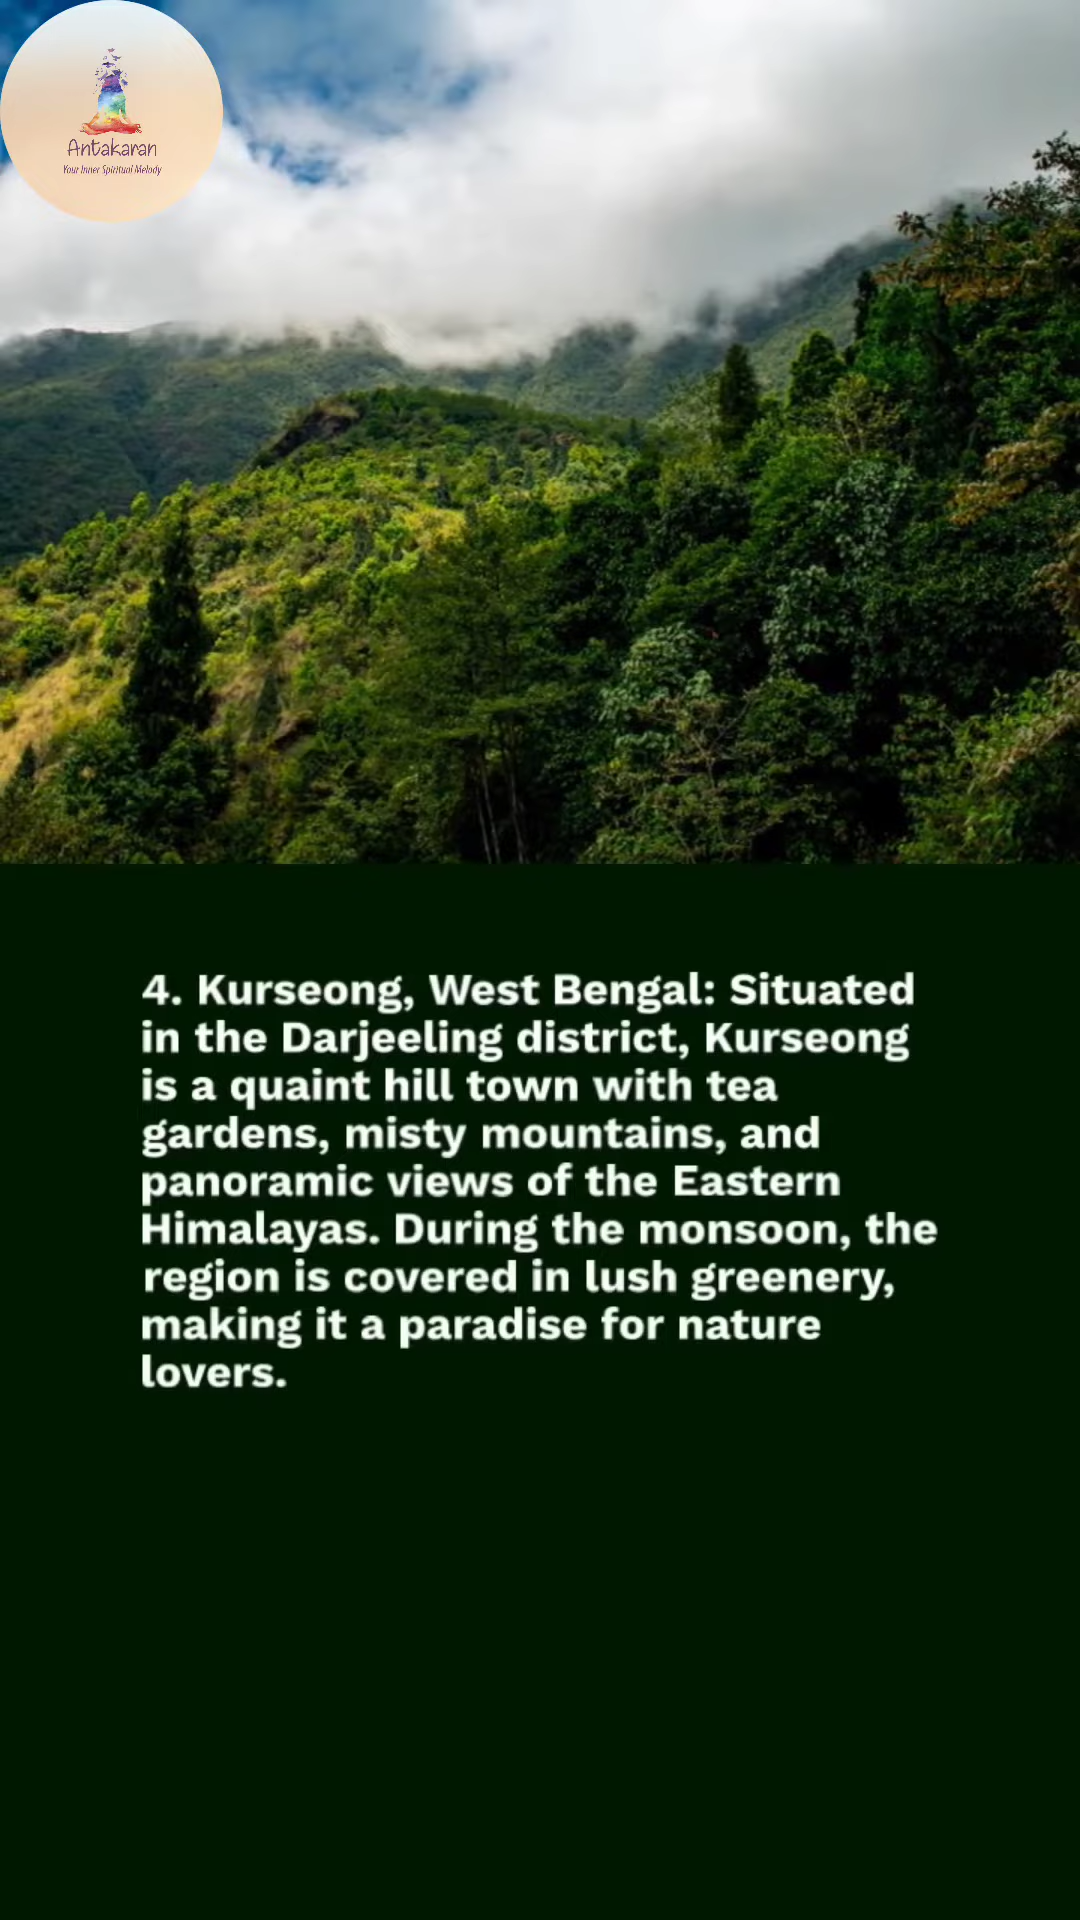 Antakaran
Your Inner Spiritual Melody
4. Kurseong, West Bengal: Situated
in the Darjeeling district, Kurseong
is a quaint hill town with tea
gardens, misty mountains, and
panoramic views of the Eastern
Himalayas. During the monsoon, the
region is covered in lush greenery,
making it a paradise for nature
lovers.